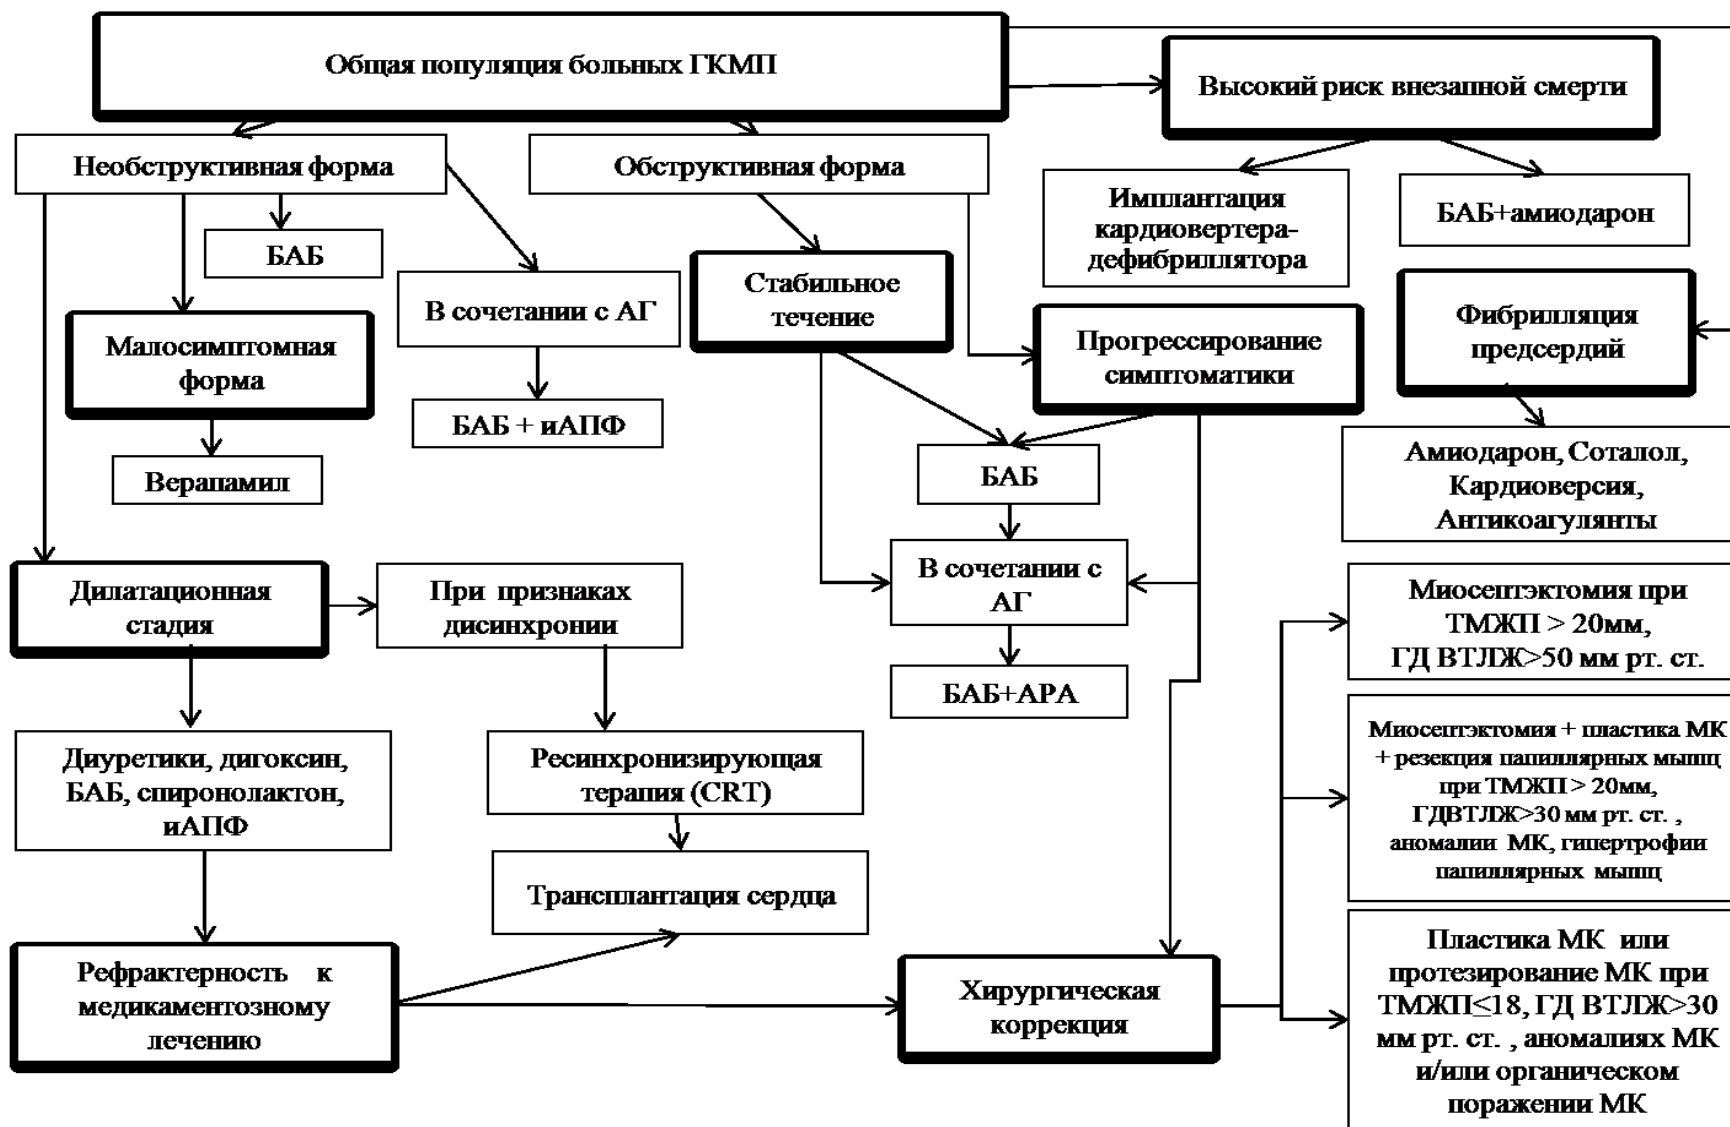 Общая популяция больных ГКМП
Высокий риск внезапной смерти
Необструктивная форма
Обструктивная форма
Имплантация
кардиовертера-
дефибриллятора
БАБ+амиодарон
БАБ
В сочетании с АГ
Стабильное
течение
Малосимптомная
форма
Прогрессирование
симптоматики
Фибрилляция
предсердий
БАБ + иАПФ
Верапамил
БАБ
Амиодарон, Соталол,
Кардиоверсия,
Антикоагулянты
Дилатационная
стадия
При признаках
дисинхронии
В сочетании с
АГ
Миосептэктомия при
ТМЖП > 20мм,
ГД ВТЛЖ>50 мм рт. ст.
БАБ+АРА
Диуретики, дигоксин,
БАБ, спиронолактон,
иАПФ
Ресинхронизирующая
терапия (CRT)
Миосептэктомия + пластика МК
+ резекция папиллярных мышц
при ТМЖП > 20мм,
ГДВТЛЖ>30 мм рт. ст. ,
аномалии МК, гипертрофии
папиллярных мышц
Трансплантация сердца
Рефрактерность к
медикаментозному
лечению
Хирургическая
коррекция
Пластика МК или
протезирование МК при
ТМЖП≤18, ГД ВТЛЖ>30
мм рт. ст. , аномалиях МК
и/или органическом
поражении МК